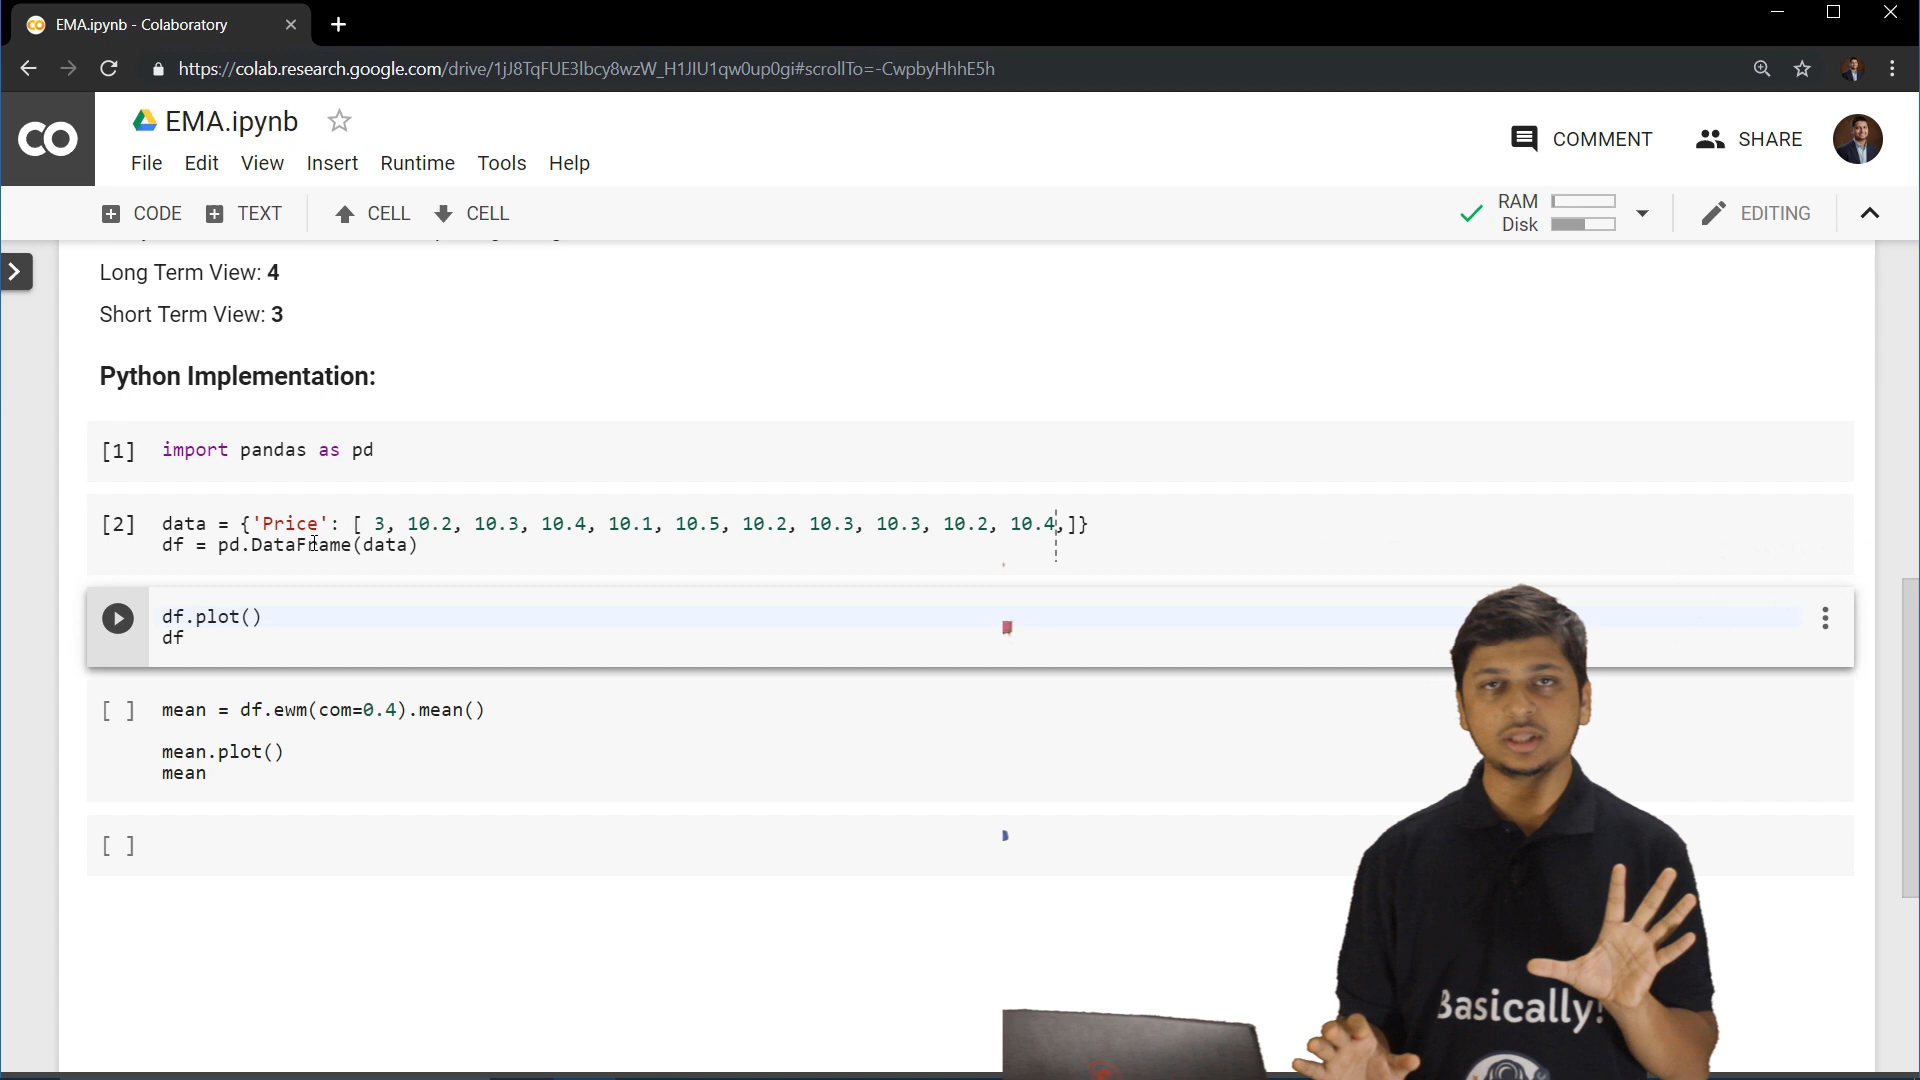 EMA.ipynb - Colaboratory
https://colab.research.google.com/drive/1jJ8TqFUE3lbcy8wzW_H1JIU1qw0up0gi#scrollTo=-CwpbyHhhE5h
CO EMA.ipynb
File Edit View Insert Runtime Tools Help
COMMENT SHARE
CODE TEXT CELL CELL
RAM
Disk
EDITING
Long Term View: 4
Short Term View: 3
Python Implementation:
[1] import pandas as pd
[2] data = {'Price': [ 3, 10.2, 10.3, 10.4, 10.1, 10.5, 10.2, 10.3, 10.3, 10.2, 10.4,]}
df = pd.DataFrame(data)
df.plot()
df
[ ] mean = df.ewm(com=0.4).mean()
mean.plot()
mean
[ ]
Basically!